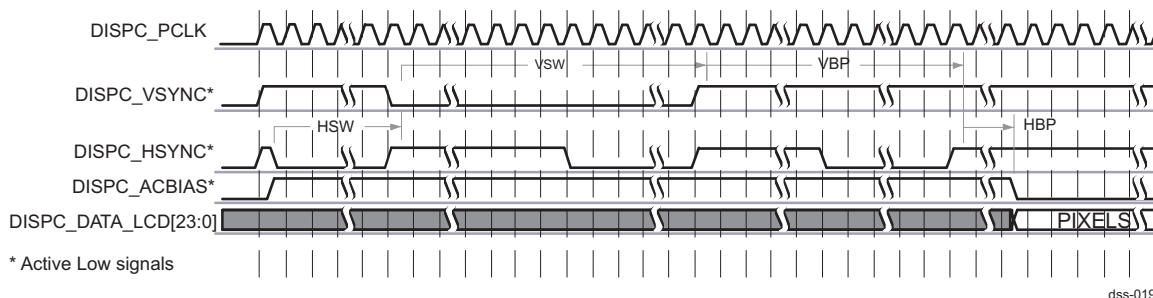 DISPC_PCLK
VSW
VBP
DISPC_VSYNC*
HSW
HBP
DISPC_HSYNC*
DISPC_ACBIAS*
DISPC_DATA_LCD[23:0]
PIXELS
* Active Low signals
dss-019